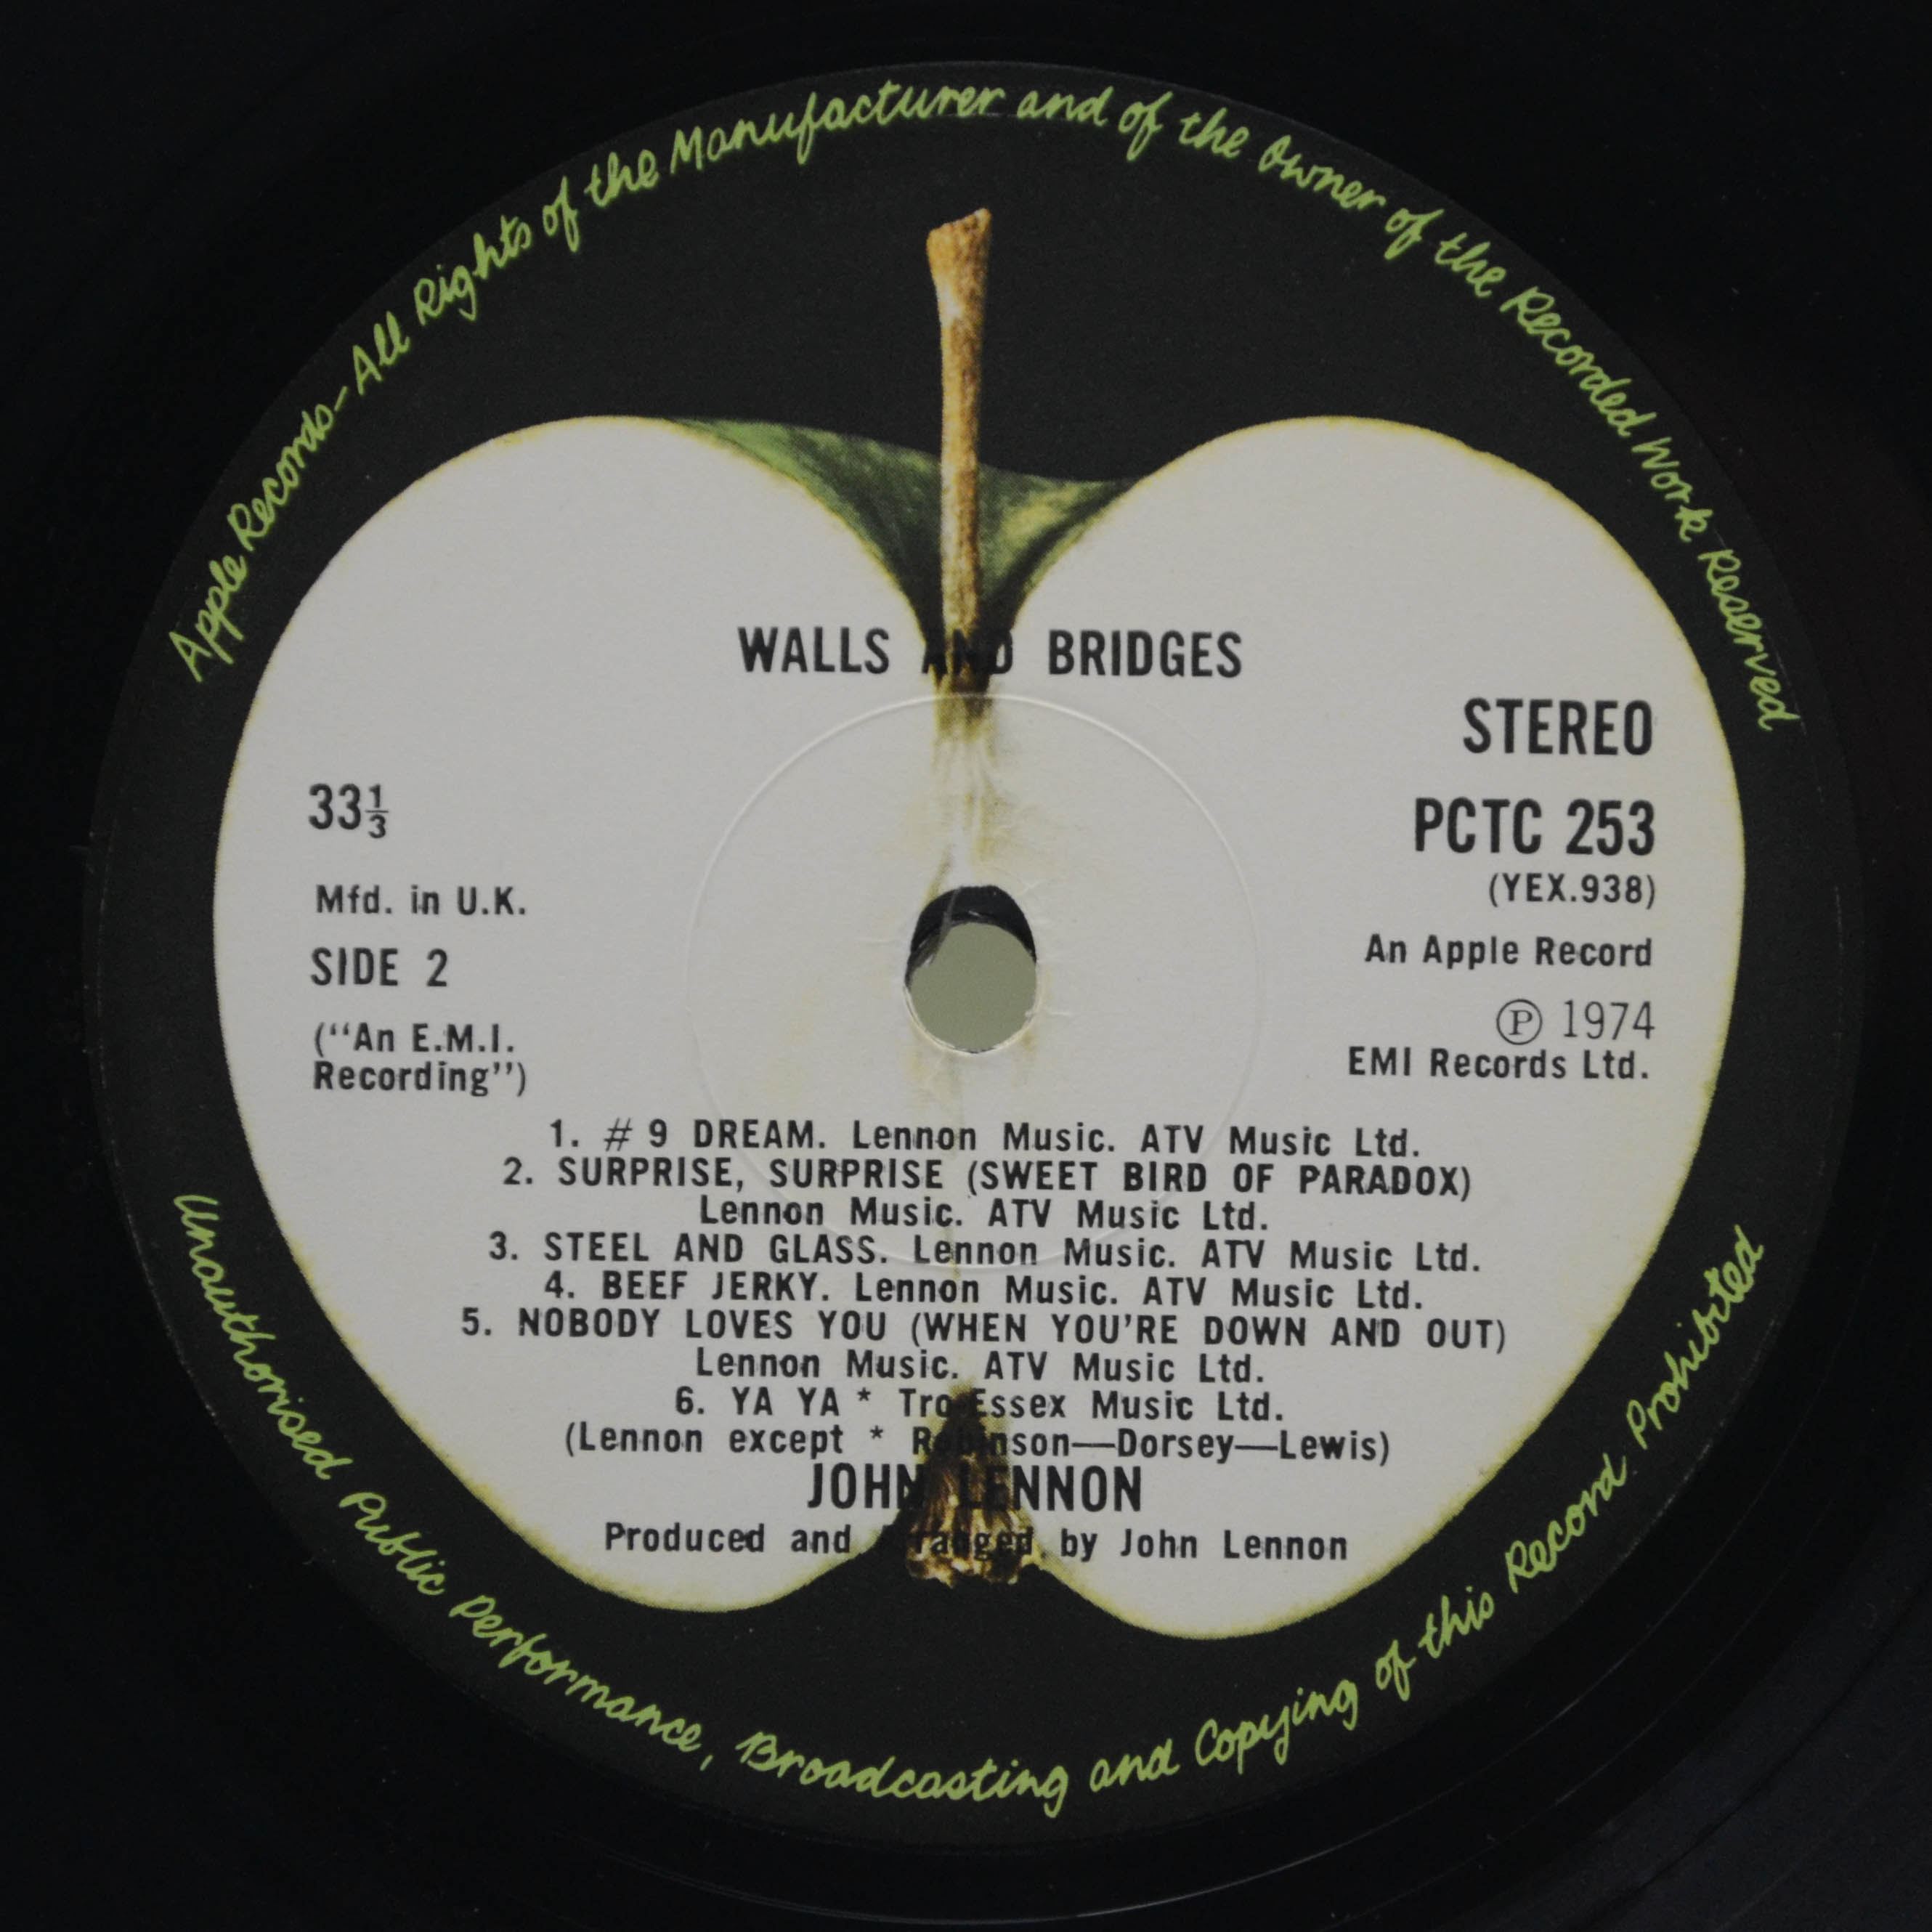 Apple Records - All Rights of the Manufacturer and of the Owner of the Recorded Work Reserved
WALLS AND BRIDGES
STEREO
33⅓
PCTC 253
(YEX.938)
Mfd. in U.K.
An Apple Record
SIDE 2
℗ 1974
("An E.M.I.
EMI Records Ltd.
Recording")
1. # 9 DREAM. Lennon Music. ATV Music Ltd.
2. SURPRISE, SURPRISE (SWEET BIRD OF PARADOX)
Lennon Music. ATV Music Ltd.
3. STEEL AND GLASS. Lennon Music. ATV Music Ltd.
4. BEEF JERKY. Lennon Music. ATV Music Ltd.
5. NOBODY LOVES YOU (WHEN YOU'RE DOWN AND OUT)
Lennon Music. ATV Music Ltd.
6. YA YA * Tro-Essex Music Ltd.
(Lennon except * Robinson—Dorsey—Lewis)
JOHN LENNON
Produced and Arranged by John Lennon
Unauthorised Public Performance, Broadcasting and Copying of this Record Prohibited